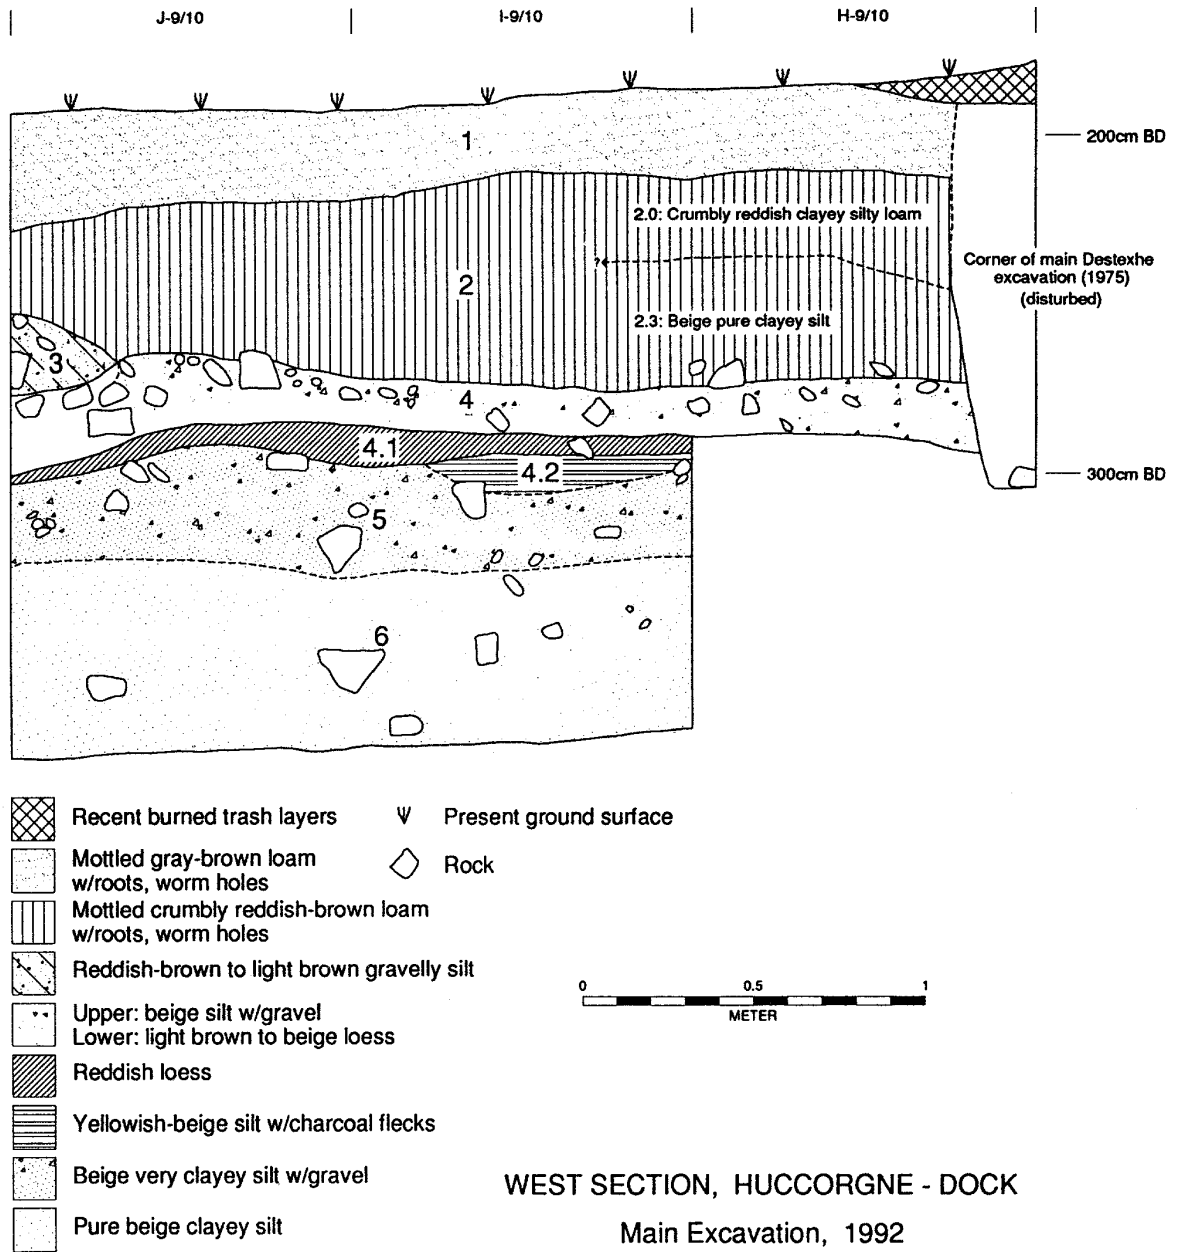 J-9/10
I-9/10
H-9/10
1
200cm BD
2.0: Crumbly reddish clayey silty loam
?
2
Corner of main Destexhe
excavation (1975)
(disturbed)
2.3: Beige pure clayey silt
3
4
4.1
4.2
300cm BD
5
6
Recent burned trash layers
Present ground surface
Mottled gray-brown loam
w/roots, worm holes
Rock
Mottled crumbly reddish-brown loam
w/roots, worm holes
Reddish-brown to light brown gravelly silt
Upper: beige silt w/gravel
Lower: light brown to beige loess
Reddish loess
Yellowish-beige silt w/charcoal flecks
Beige very clayey silt w/gravel
Pure beige clayey silt
0 0.5 1
METER
WEST SECTION, HUCCORGNE - DOCK
Main Excavation, 1992